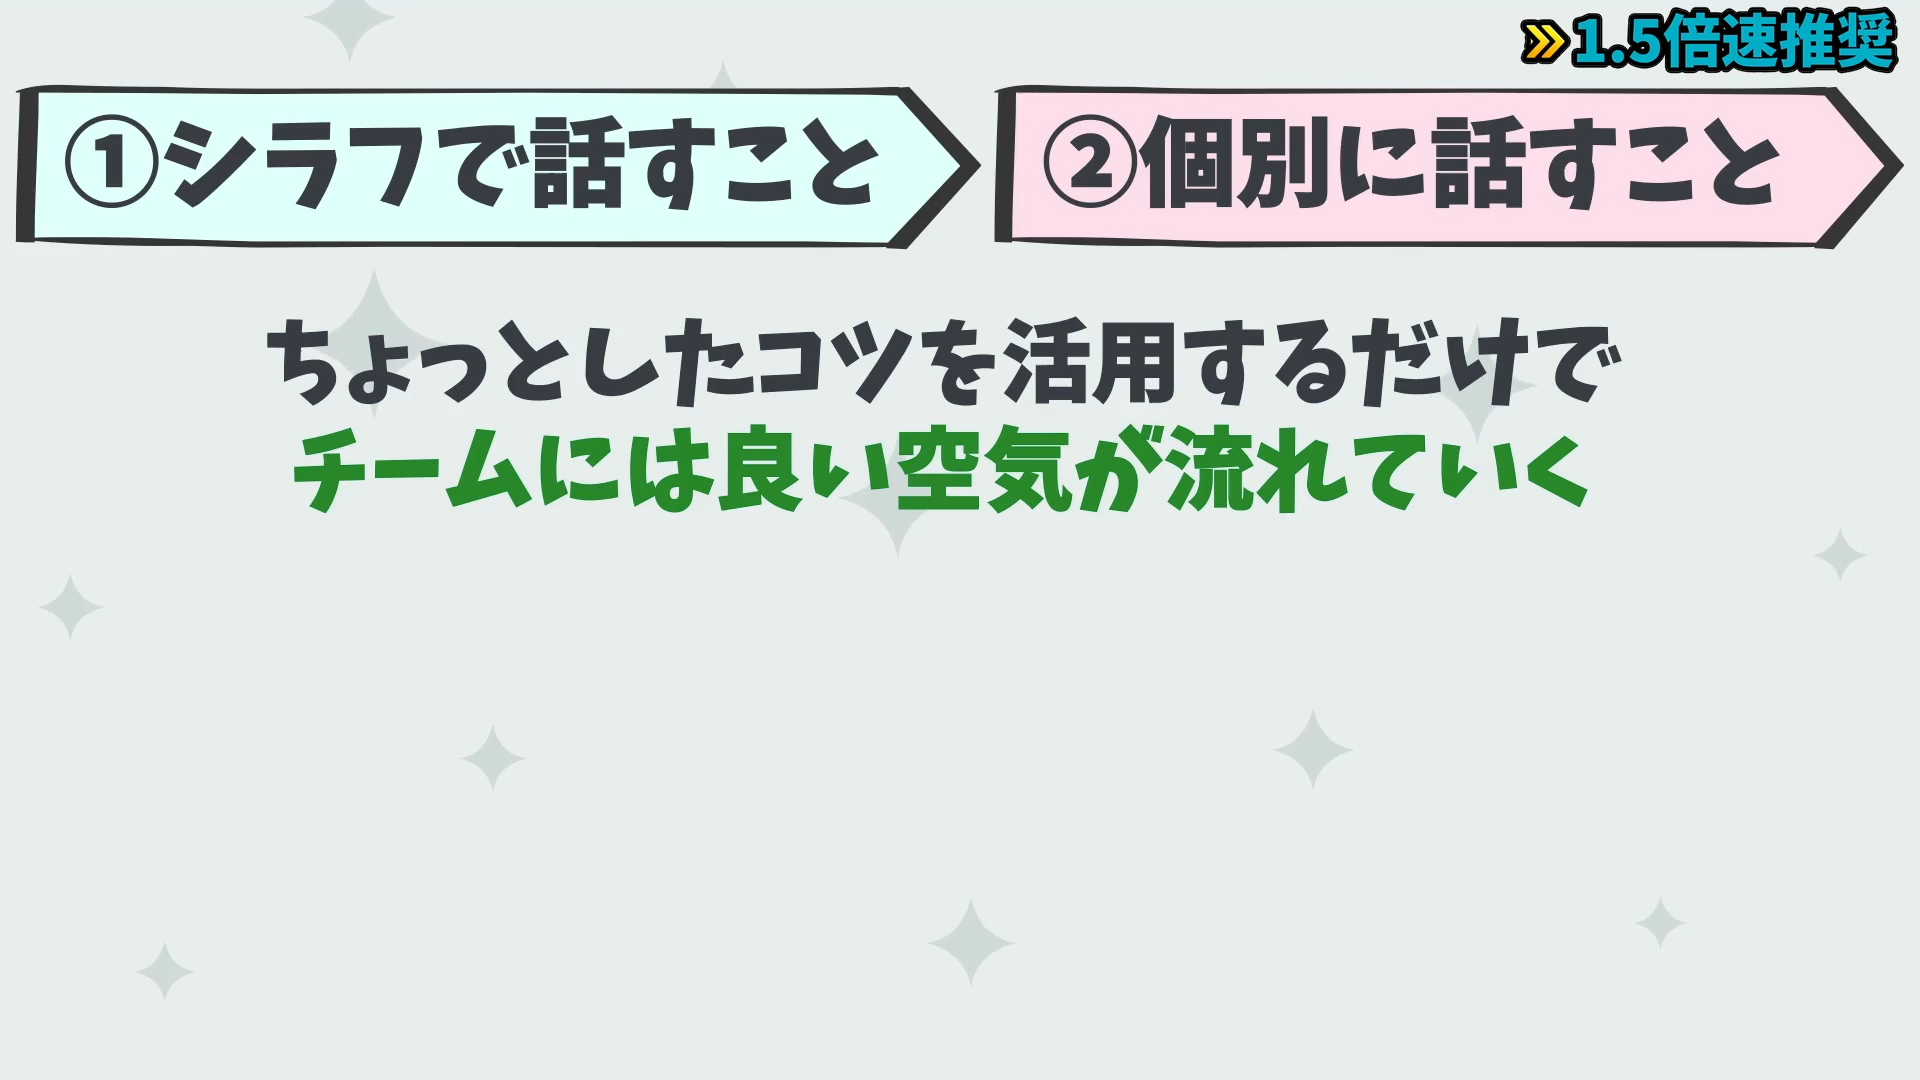 1.5倍速推奨
①シラフで話すこと
②個別に話すこと
ちょっとしたコツを活用するだけで
チームには良い空気が流れていく